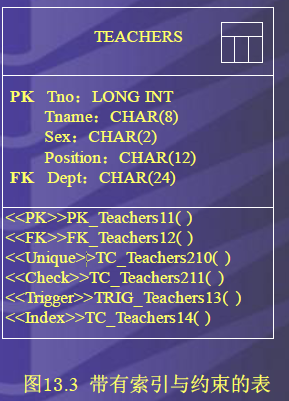 TEACHERS
PK Tno：LONG INT
Tname：CHAR(8)
Sex：CHAR(2)
Position：CHAR(12)
FK Dept：CHAR(24)
<<PK>>PK_Teachers11( )
<<FK>>FK_Teachers12( )
<<Unique>>TC_Teachers210( )
<<Check>>TC_Teachers211( )
<<Trigger>>TRIG_Teachers13( )
<<Index>>TC_Teachers14( )
图13.3 带有索引与约束的表